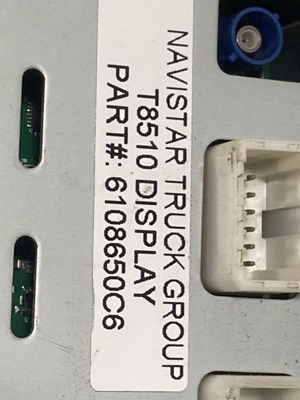 NAVISTAR TRUCK GROUP
T8510 DISPLAY
PART#: 6108650C6